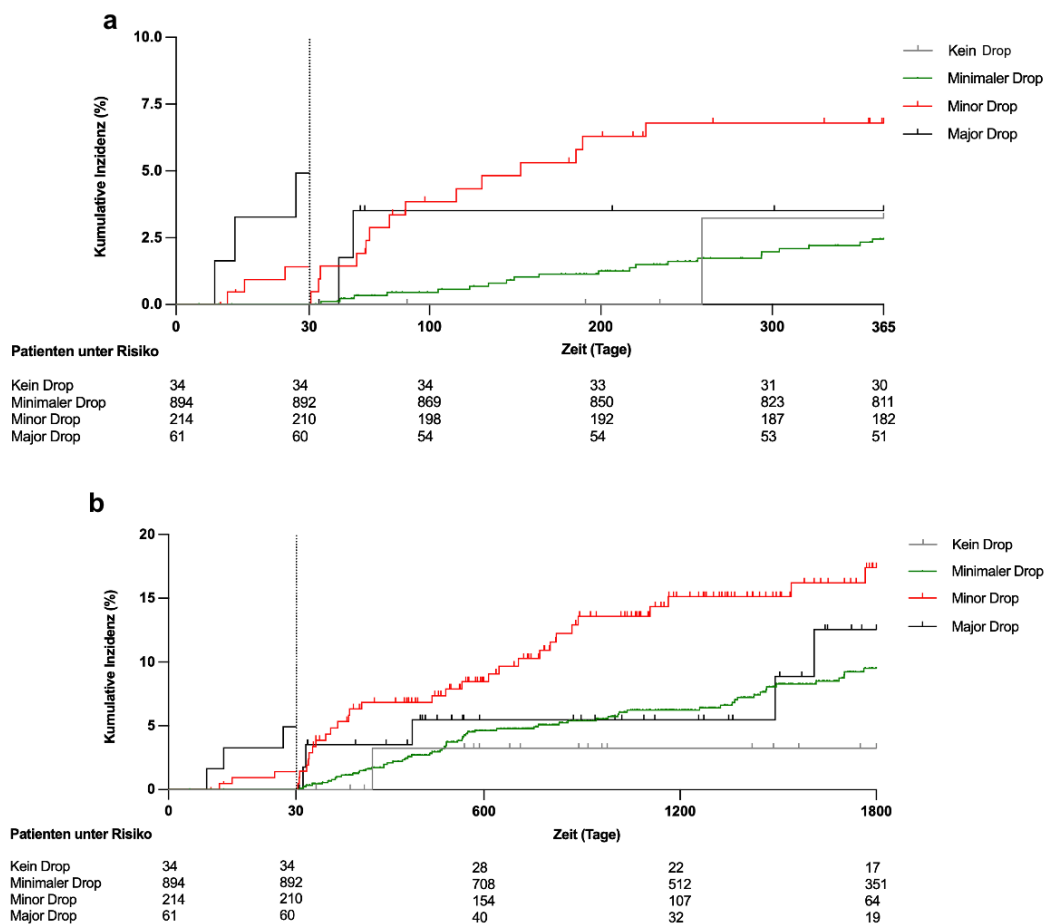 a
10.0
7.5
5.0
2.5
0.0
Kumulative Inzidenz (%)
Kein Drop
Minimaler Drop
Minor Drop
Major Drop
0 30 100 200 300 365
Zeit (Tage)
Patienten unter Risiko
Kein Drop 34 34 34 33 31 30
Minimaler Drop 894 892 869 850 823 811
Minor Drop 214 210 198 192 187 182
Major Drop 61 60 54 54 53 51
b
20
15
10
5
0
Kumulative Inzidenz (%)
Kein Drop
Minimaler Drop
Minor Drop
Major Drop
0 30 600 1200 1800
Zeit (Tage)
Patienten unter Risiko
Kein Drop 34 34 28 22 17
Minimaler Drop 894 892 708 512 351
Minor Drop 214 210 154 107 64
Major Drop 61 60 40 32 19